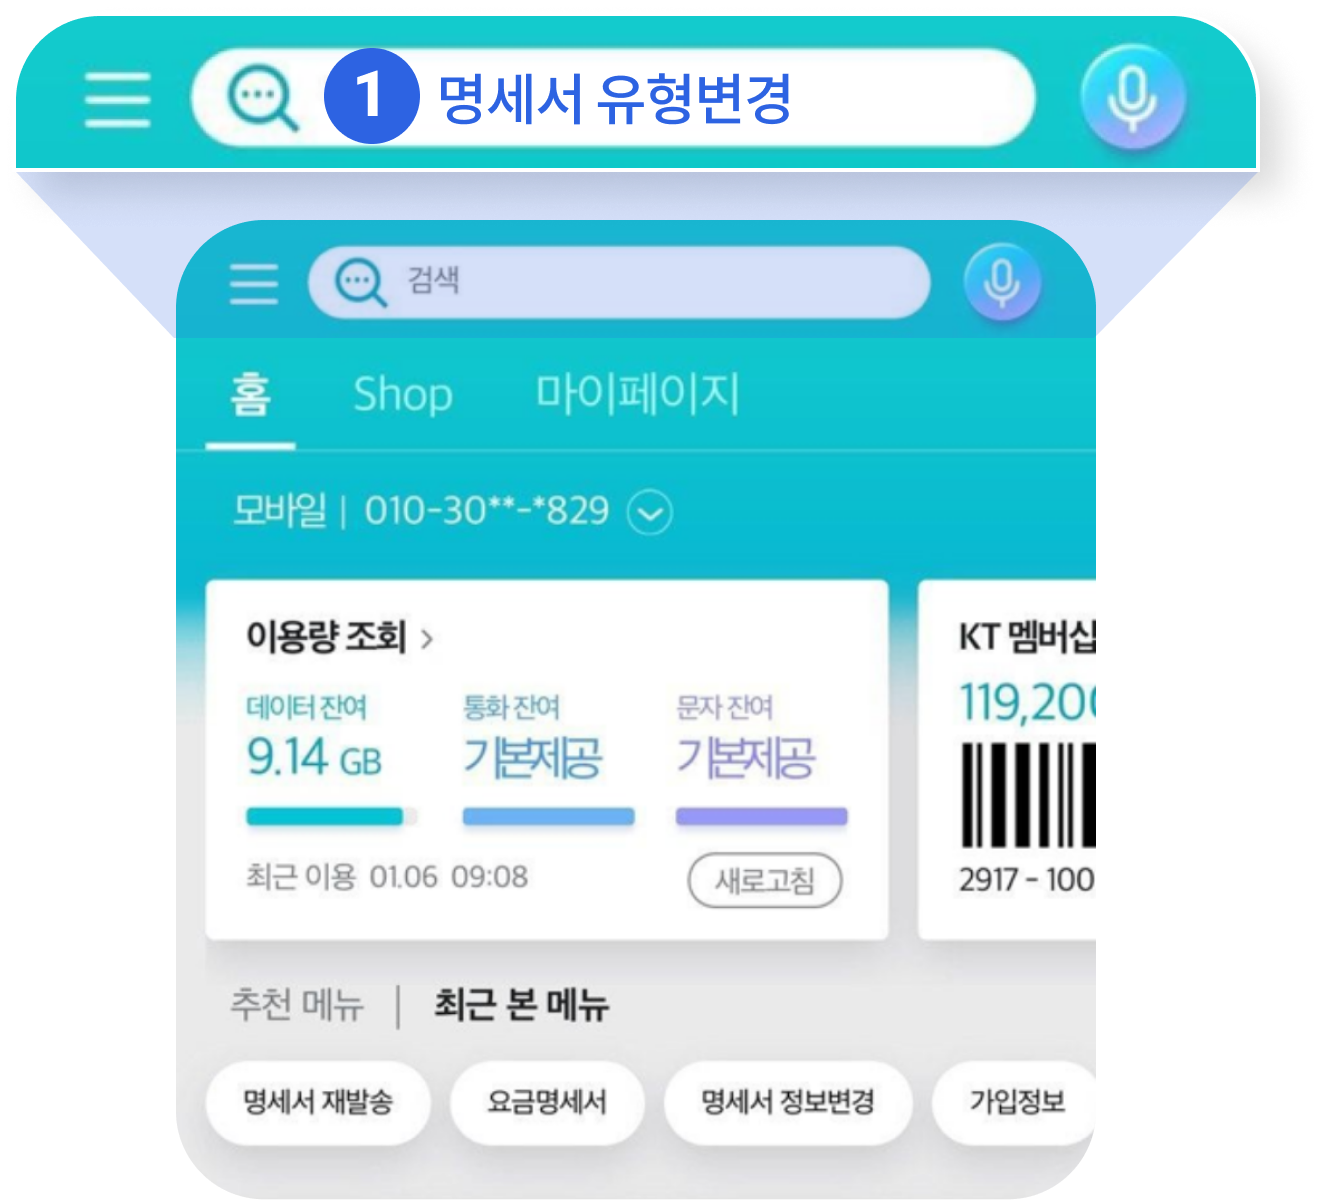 1 명세서 유형변경
검색
홈 Shop 마이페이지
모바일 | 010-30**-*829
이용량 조회 >
데이터 잔여 통화 잔여 문자 잔여
9.14 GB 기본제공 기본제공
최근 이용 01.06 09:08 새로고침
KT 멤버십
119,200
2917 - 100
추천 메뉴 | 최근 본 메뉴
명세서 재발송 요금명세서 명세서 정보변경 가입정보